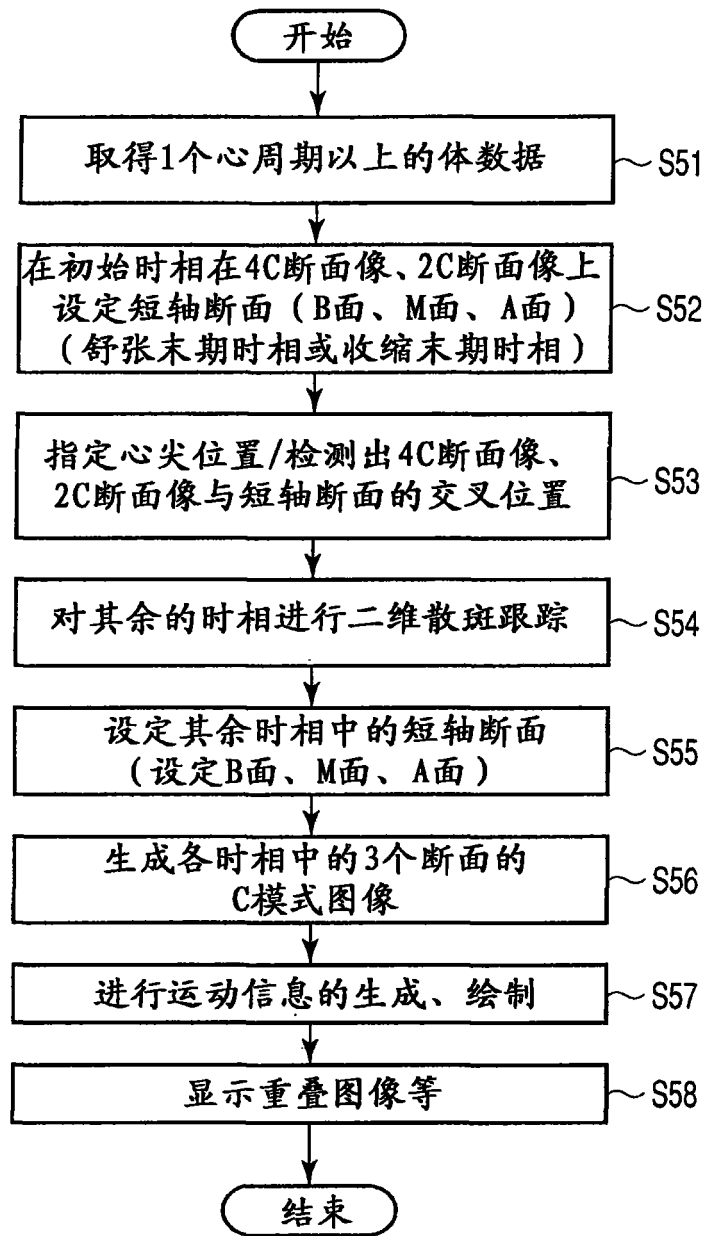 开始
取得1个心周期以上的体数据
S51
在初始时相在4C断面像、2C断面像上
设定短轴断面(B面、M面、A面)
(舒张末期时相或收缩末期时相)
S52
指定心尖位置/检测出4C断面像、
2C断面像与短轴断面的交叉位置
S53
对其余的时相进行二维散斑跟踪
S54
设定其余时相中的短轴断面
(设定B面、M面、A面)
S55
生成各时相中的3个断面的
C模式图像
S56
进行运动信息的生成、绘制
S57
显示重叠图像等
S58
结束